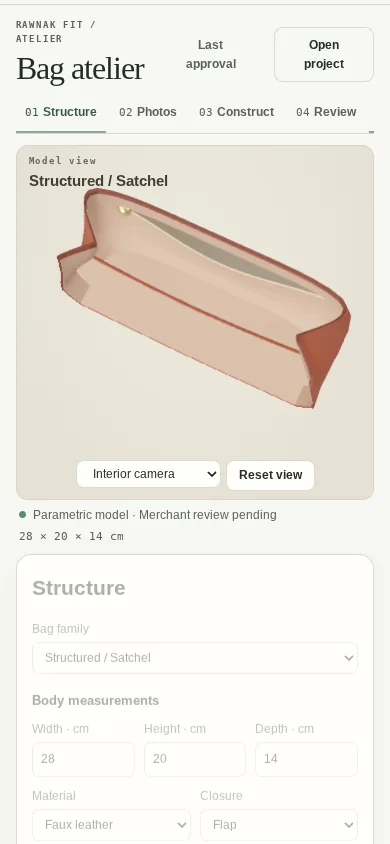 RAWNAK FIT /
ATELIER
Bag atelier
Last
approval
Open
project
01 Structure
02 Photos
03 Construct
04 Review
Model view
Structured / Satchel
Interior camera
Reset view
Parametric model · Merchant review pending
28 × 20 × 14 cm
Structure
Bag family
Structured / Satchel
Body measurements
Width · cm
Height · cm
Depth · cm
28
20
14
Material
Closure
Faux leather
Flap